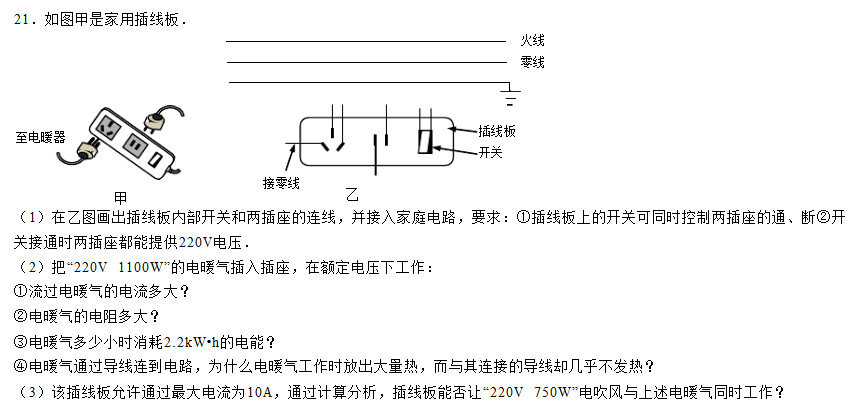 21．如图甲是家用插线板．
火线
零线
至电暖器
插线板
开关
接零线
甲
乙
（1）在乙图画出插线板内部开关和两插座的连线，并接入家庭电路，要求：①插线板上的开关可同时控制两插座的通、断②开
关接通时两插座都能提供220V电压．
（2）把“220V 1100W”的电暖气插入插座，在额定电压下工作：
①流过电暖气的电流多大？
②电暖气的电阻多大？
③电暖气多少小时消耗2.2kW•h的电能？
④电暖气通过导线连到电路，为什么电暖气工作时放出大量热，而与其连接的导线却几乎不发热？
（3）该插线板允许通过最大电流为10A，通过计算分析，插线板能否让“220V 750W”电吹风与上述电暖气同时工作？